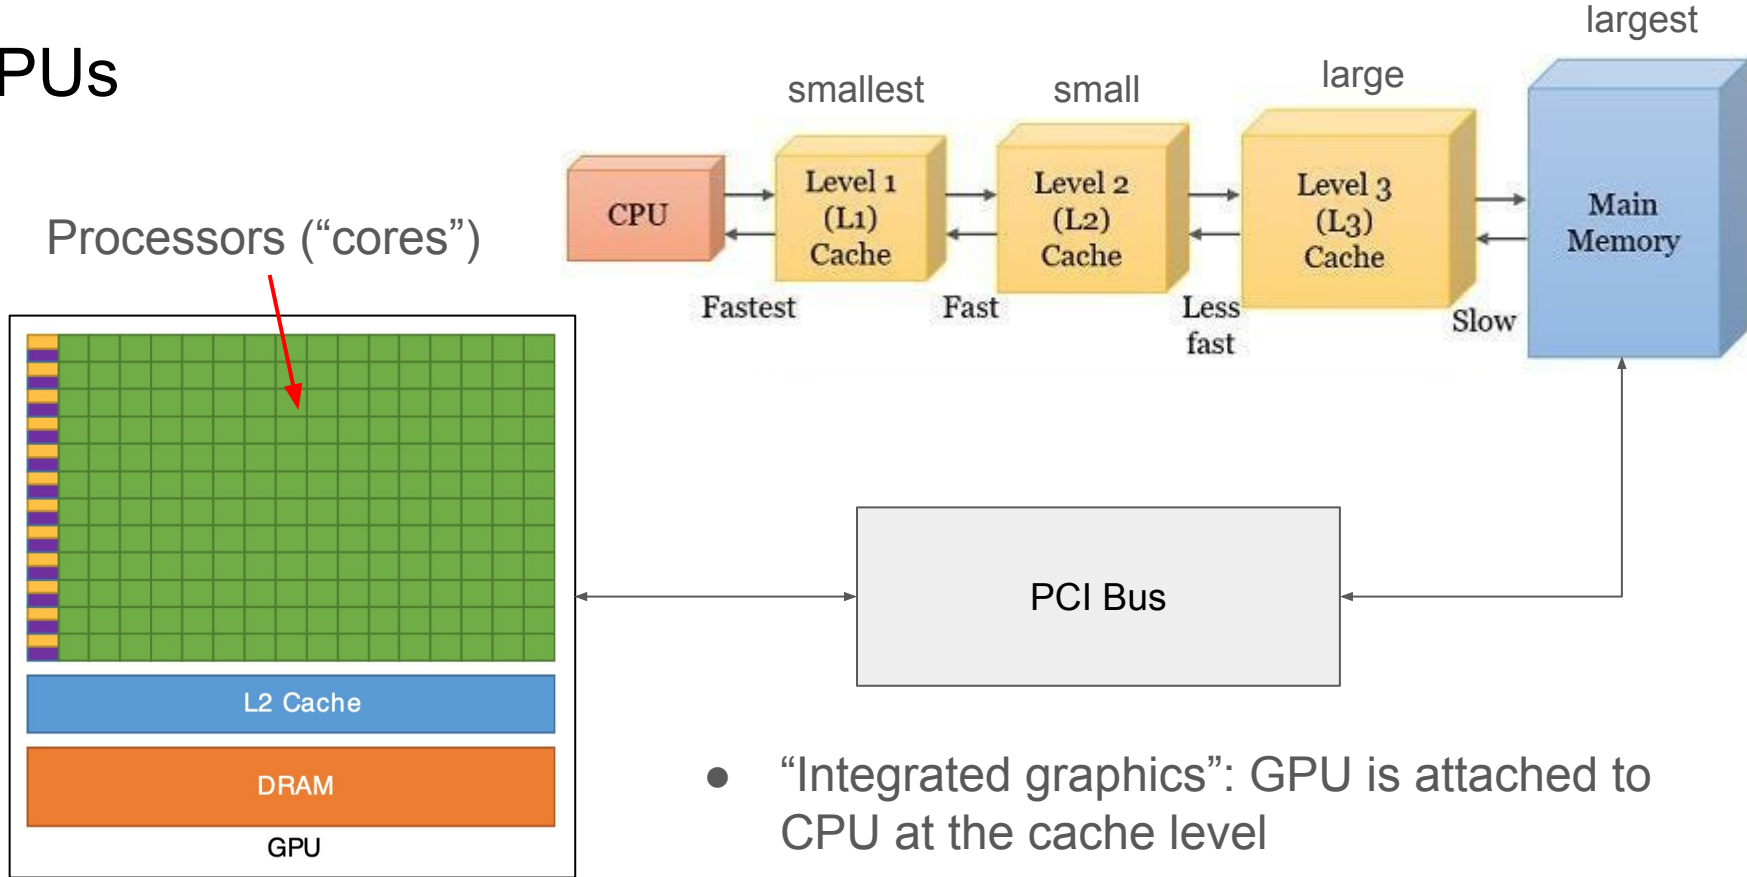 PUs
largest
smallest
small
large
CPU
Level 1
(L1)
Cache
Level 2
(L2)
Cache
Level 3
(L3)
Cache
Main
Memory
Fastest
Fast
Less
fast
Slow
Processors (“cores”)
L2 Cache
DRAM
GPU
PCI Bus
● “Integrated graphics”: GPU is attached to
CPU at the cache level